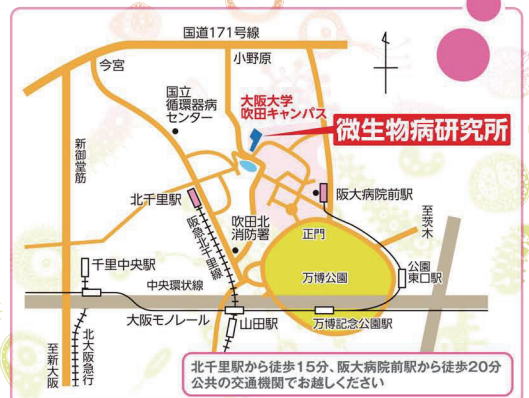 国道171号線
今宮
小野原
国立
循環器病
センター
大阪大学
吹田キャンパス
微生物病研究所
新御堂筋
北千里駅
阪大病院前駅
至茨木
阪急北千里線
吹田北
消防署
正門
万博公園
千里中央駅
中央環状線
公園
東口駅
大阪モノレール
山田駅
万博記念公園駅
北大阪急行
至新大阪
北千里駅から徒歩15分、阪大病院前駅から徒歩20分
公共の交通機関でお越しください